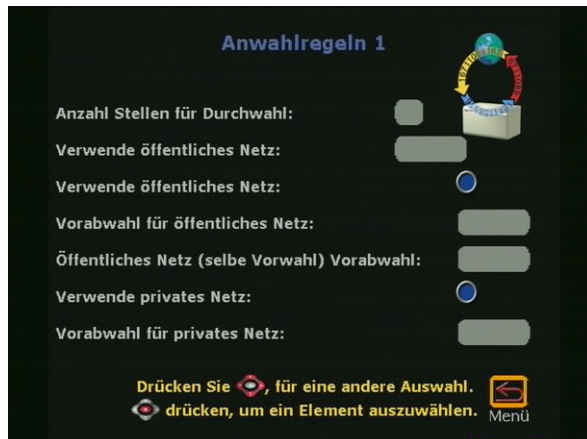 Anwahlregeln 1
Anzahl Stellen für Durchwahl:
Verwende öffentliches Netz:
Verwende öffentliches Netz:
Vorabwahl für öffentliches Netz:
Öffentliches Netz (selbe Vorwahl) Vorabwahl:
Verwende privates Netz:
Vorabwahl für privates Netz:
Drücken Sie , für eine andere Auswahl.
drücken, um ein Element auszuwählen.
Menü